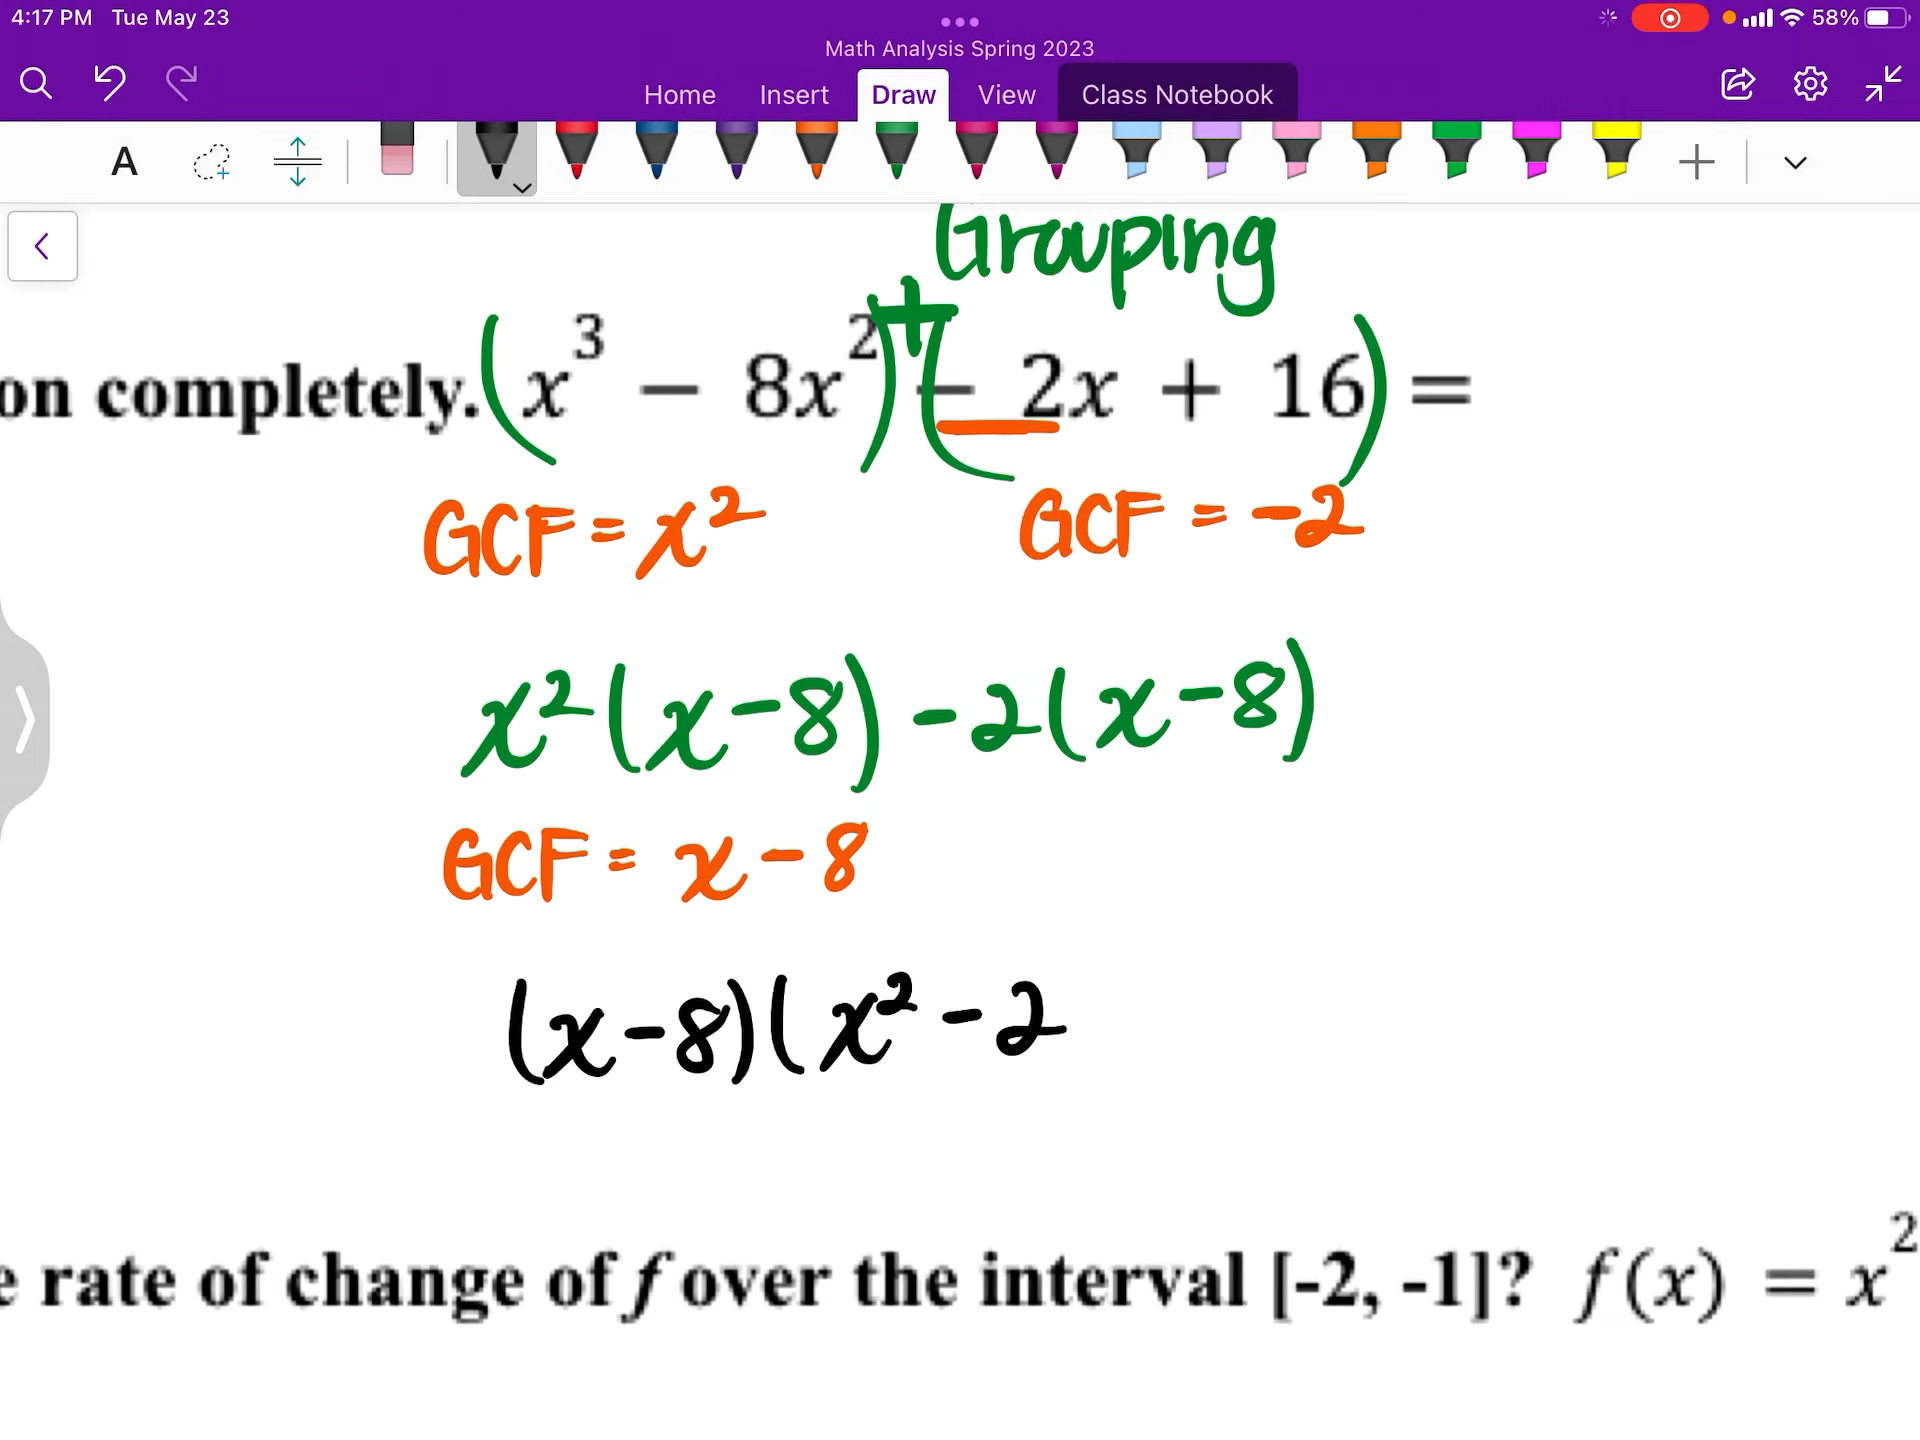 4:17 PM Tue May 23
58%
Math Analysis Spring 2023
Home Insert Draw View Class Notebook
A
Grouping
on completely. (x³ − 8x²) + (− 2x + 16) =
GCF = x² GCF = -2
x²(x-8) -2(x-8)
GCF = x-8
(x-8)(x²-2
e rate of change of f over the interval [-2, -1]? f(x) = x²